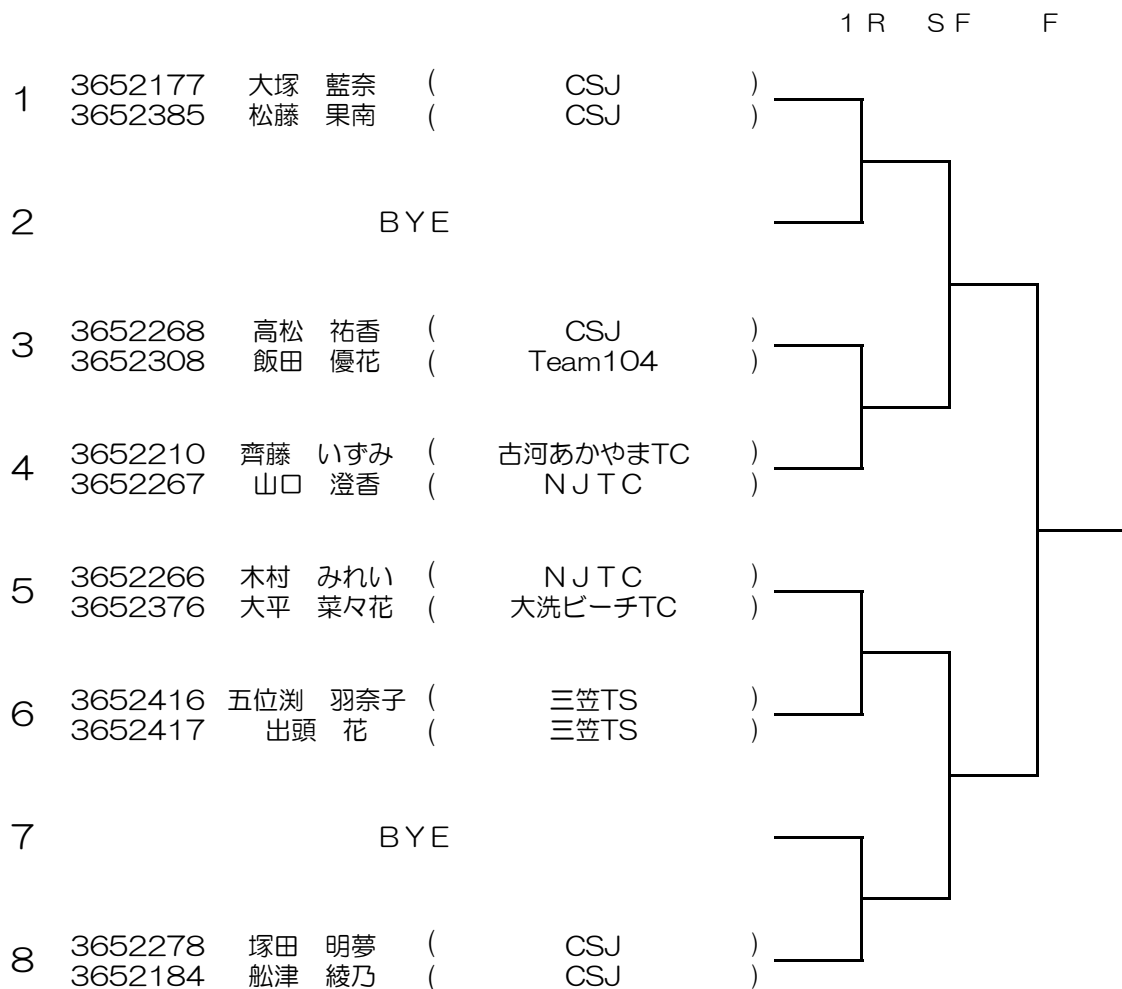 １Ｒ ＳＦ Ｆ
1 3652177 大塚　藍奈 ( CSJ )
3652385 松藤　果南 ( CSJ )
2 ＢＹＥ
3 3652268 高松　祐香 ( CSJ )
3652308 飯田　優花 ( Team104 )
4 3652210 齊藤　いずみ ( 古河あかやまTC )
3652267 山口　澄香 ( ＮＪＴＣ )
5 3652266 木村　みれい ( ＮＪＴＣ )
3652376 大平　菜々花 ( 大洗ビーチTC )
6 3652416 五位渕　羽奈子 ( 三笠TS )
3652417 出頭　花 ( 三笠TS )
7 ＢＹＥ
8 3652278 塚田　明夢 ( CSJ )
3652184 舩津　綾乃 ( CSJ )